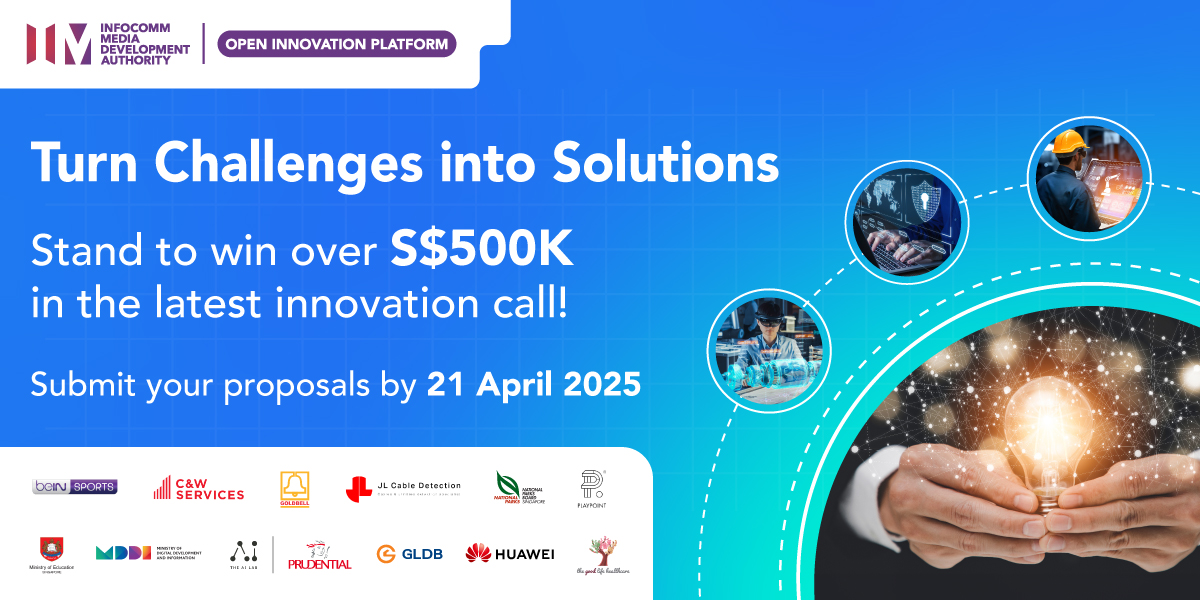 INFOCOMM
MEDIA
DEVELOPMENT
AUTHORITY
OPEN INNOVATION PLATFORM
Turn Challenges into Solutions
Stand to win over S$500K
in the latest innovation call!
Submit your proposals by 21 April 2025
beIN SPORTS
C&W
SERVICES
GOLDBELL
JL Cable Detection
NATIONAL
PARKS
NATIONAL
PARKS BOARD
SINGAPORE
PLAYPOINT
Ministry of Education
SINGAPORE
MDDI
MINISTRY OF
DIGITAL DEVELOPMENT
AND INFORMATION
THE AI LAB
PRUDENTIAL
GLDB
HUAWEI
the good life healthcare